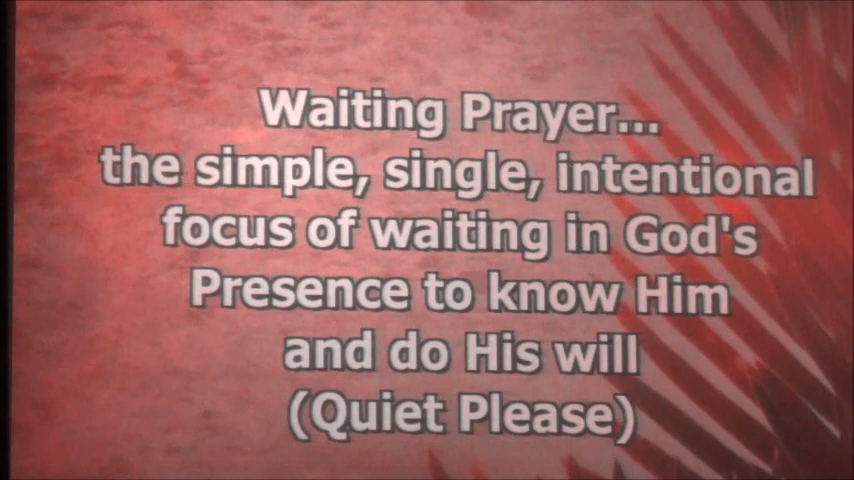 Waiting Prayer...
the simple, single, intentional
focus of waiting in God's
Presence to know Him
and do His will
(Quiet Please)